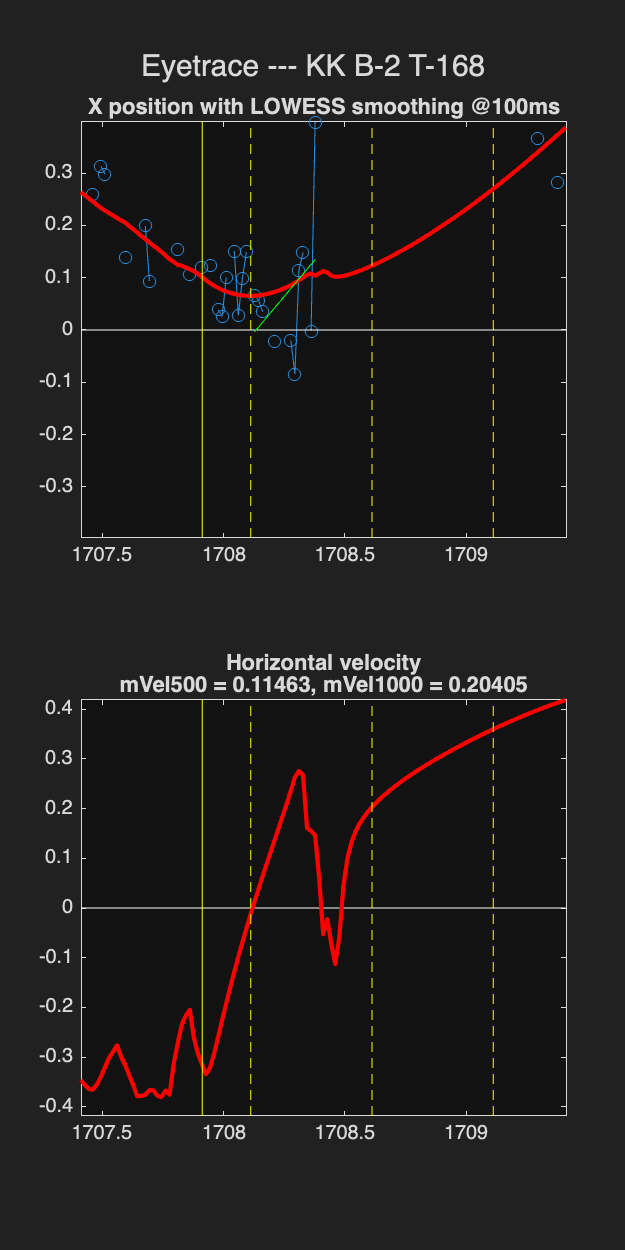 Eyetrace --- KK B-2 T-168
X position with LOWESS smoothing @100ms
0.3
0.2
0.1
0
-0.1
-0.2
-0.3
1707.5 1708 1708.5 1709
Horizontal velocity
mVel500 = 0.11463, mVel1000 = 0.20405
0.4
0.3
0.2
0.1
0
-0.1
-0.2
-0.3
-0.4
1707.5 1708 1708.5 1709